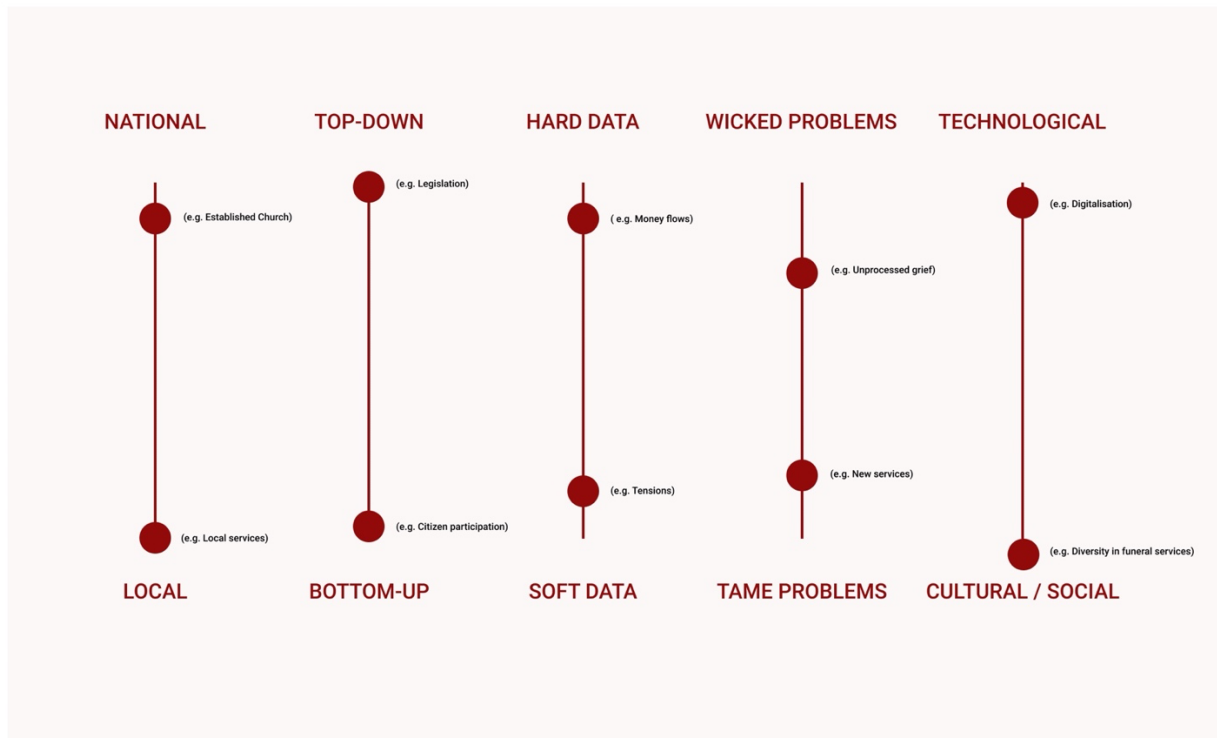 NATIONAL
TOP-DOWN
HARD DATA
WICKED PROBLEMS
TECHNOLOGICAL
(e.g. Established Church)
(e.g. Legislation)
( e.g. Money flows)
(e.g. Unprocessed grief)
(e.g. Digitalisation)
(e.g. Local services)
(e.g. Citizen participation)
(e.g. Tensions)
(e.g. New services)
(e.g. Diversity in funeral services)
LOCAL
BOTTOM-UP
SOFT DATA
TAME PROBLEMS
CULTURAL / SOCIAL